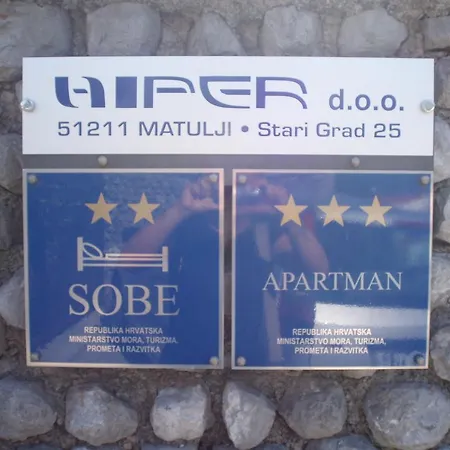 HIPER d.o.o.
51211 MATULJI • Stari Grad 25
SOBE
REPUBLIKA HRVATSKA
MINISTARSTVO MORA, TURIZMA,
PROMETA I RAZVITKA
APARTMAN
REPUBLIKA HRVATSKA
MINISTARSTVO MORA, TURIZMA,
PROMETA I RAZVITKA